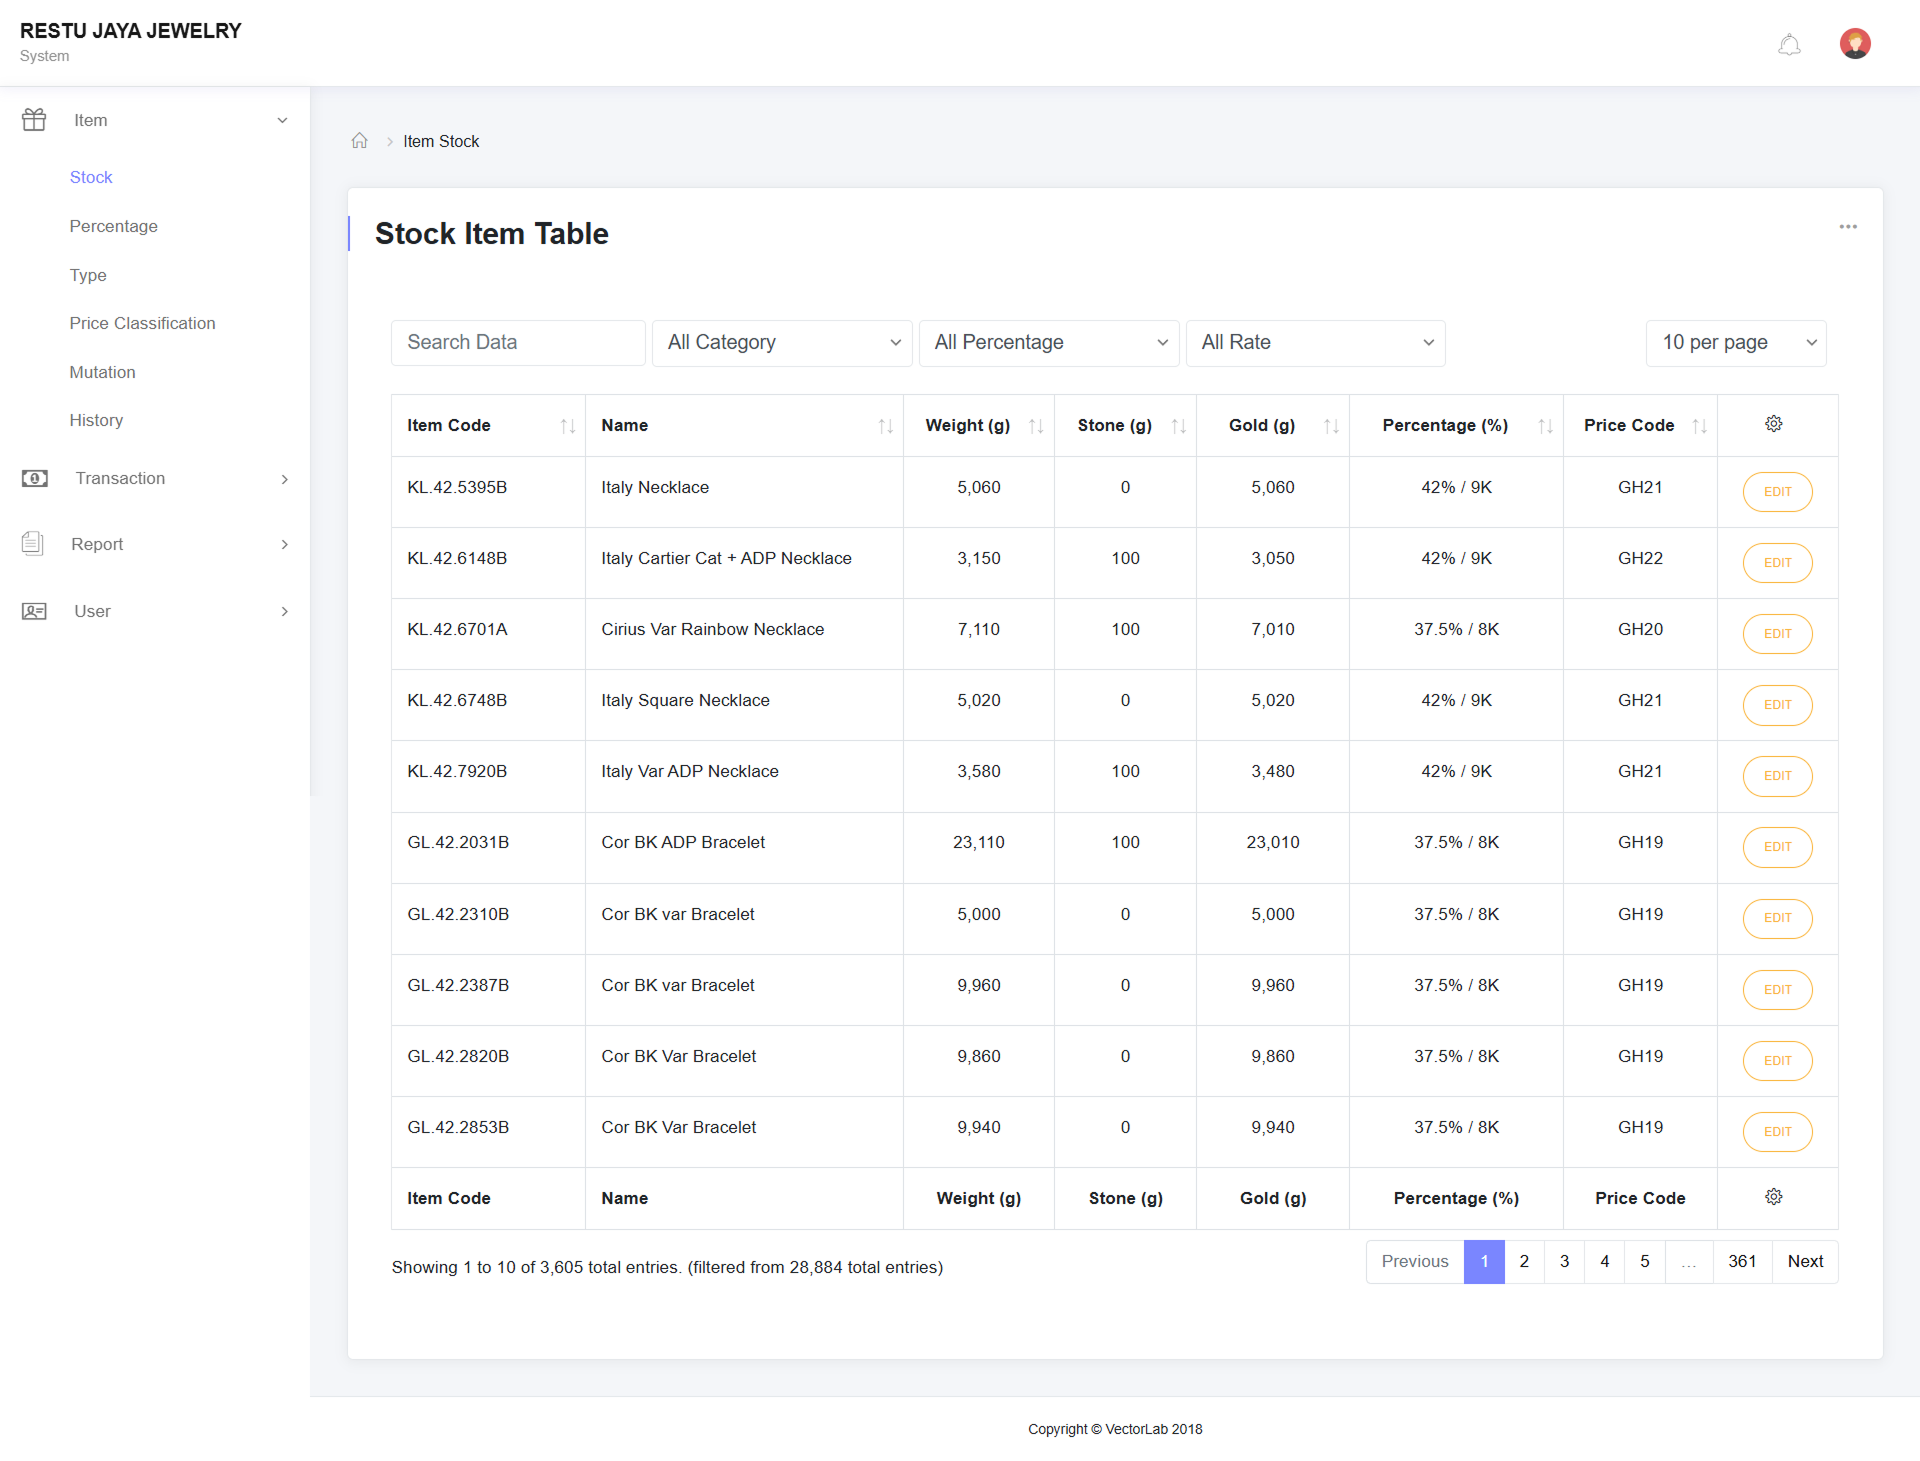 RESTU JAYA JEWELRY
System
Item
Stock
Percentage
Type
Price Classification
Mutation
History
Transaction
Report
User
Item Stock
Stock Item Table
Search Data All Category All Percentage All Rate 10 per page
Item Code Name Weight (g) Stone (g) Gold (g) Percentage (%) Price Code
KL.42.5395B Italy Necklace 5,060 0 5,060 42% / 9K GH21 EDIT
KL.42.6148B Italy Cartier Cat + ADP Necklace 3,150 100 3,050 42% / 9K GH22 EDIT
KL.42.6701A Cirius Var Rainbow Necklace 7,110 100 7,010 37.5% / 8K GH20 EDIT
KL.42.6748B Italy Square Necklace 5,020 0 5,020 42% / 9K GH21 EDIT
KL.42.7920B Italy Var ADP Necklace 3,580 100 3,480 42% / 9K GH21 EDIT
GL.42.2031B Cor BK ADP Bracelet 23,110 100 23,010 37.5% / 8K GH19 EDIT
GL.42.2310B Cor BK var Bracelet 5,000 0 5,000 37.5% / 8K GH19 EDIT
GL.42.2387B Cor BK var Bracelet 9,960 0 9,960 37.5% / 8K GH19 EDIT
GL.42.2820B Cor BK Var Bracelet 9,860 0 9,860 37.5% / 8K GH19 EDIT
GL.42.2853B Cor BK Var Bracelet 9,940 0 9,940 37.5% / 8K GH19 EDIT
Item Code Name Weight (g) Stone (g) Gold (g) Percentage (%) Price Code
Showing 1 to 10 of 3,605 total entries. (filtered from 28,884 total entries) Previous 1 2 3 4 5 ... 361 Next
Copyright © VectorLab 2018